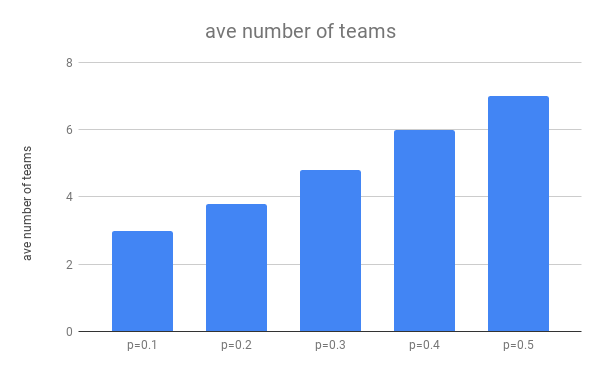 ave number of teams
ave number of teams
8
6
4
2
0
p=0.1
p=0.2
p=0.3
p=0.4
p=0.5